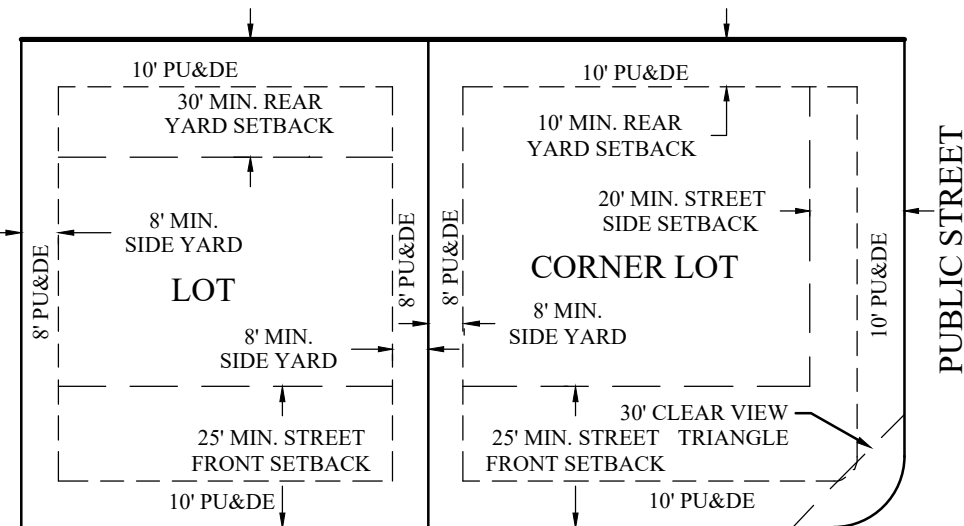 10' PU&DE
30' MIN. REAR
YARD SETBACK
8' MIN.
SIDE YARD
8' PU&DE
LOT
8' PU&DE
8' MIN.
SIDE YARD
25' MIN. STREET
FRONT SETBACK
10' PU&DE
10' PU&DE
10' MIN. REAR
YARD SETBACK
20' MIN. STREET
SIDE SETBACK
8' PU&DE
CORNER LOT
10' PU&DE
8' MIN.
SIDE YARD
30' CLEAR VIEW
TRIANGLE
25' MIN. STREET
FRONT SETBACK
10' PU&DE
PUBLIC STREET